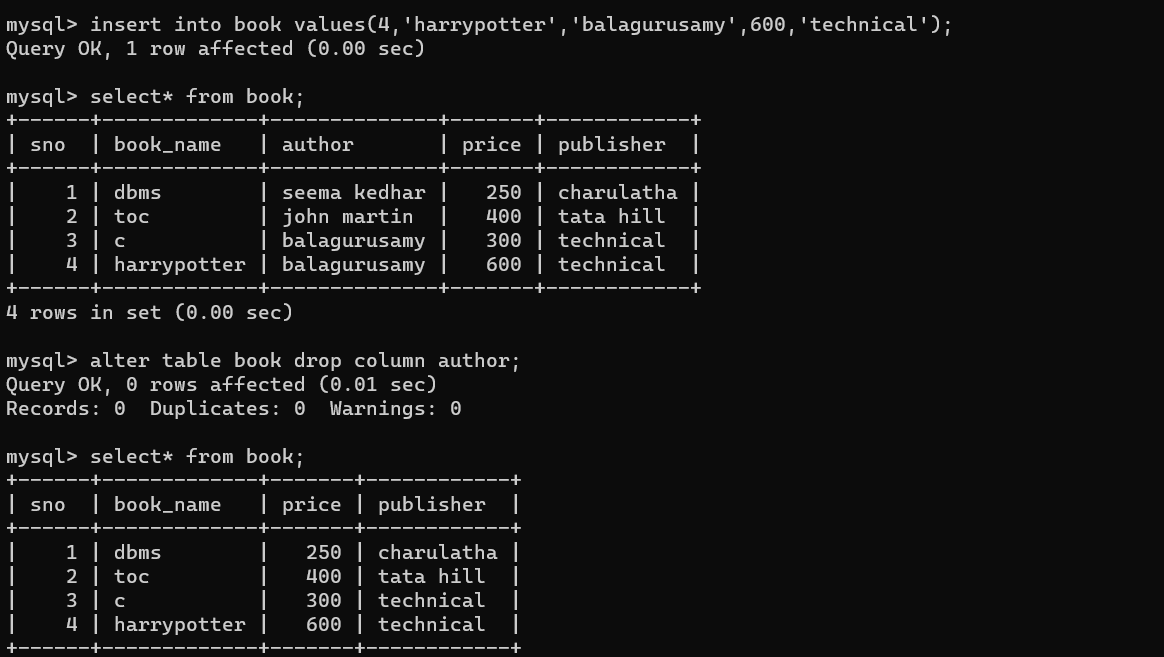 mysql> insert into book values(4,'harrypotter','balagurusamy',600,'technical');
Query OK, 1 row affected (0.00 sec)

mysql> select* from book;
+------+-------------+--------------+-------+------------+
| sno  | book_name   | author       | price | publisher  |
+------+-------------+--------------+-------+------------+
|    1 | dbms        | seema kedhar |   250 | charulatha |
|    2 | toc         | john martin  |   400 | tata hill  |
|    3 | c           | balagurusamy |   300 | technical  |
|    4 | harrypotter | balagurusamy |   600 | technical  |
+------+-------------+--------------+-------+------------+
4 rows in set (0.00 sec)

mysql> alter table book drop column author;
Query OK, 0 rows affected (0.01 sec)
Records: 0  Duplicates: 0  Warnings: 0

mysql> select* from book;
+------+-------------+-------+------------+
| sno  | book_name   | price | publisher  |
+------+-------------+-------+------------+
|    1 | dbms        |   250 | charulatha |
|    2 | toc         |   400 | tata hill  |
|    3 | c           |   300 | technical  |
|    4 | harrypotter |   600 | technical  |
+------+-------------+-------+------------+